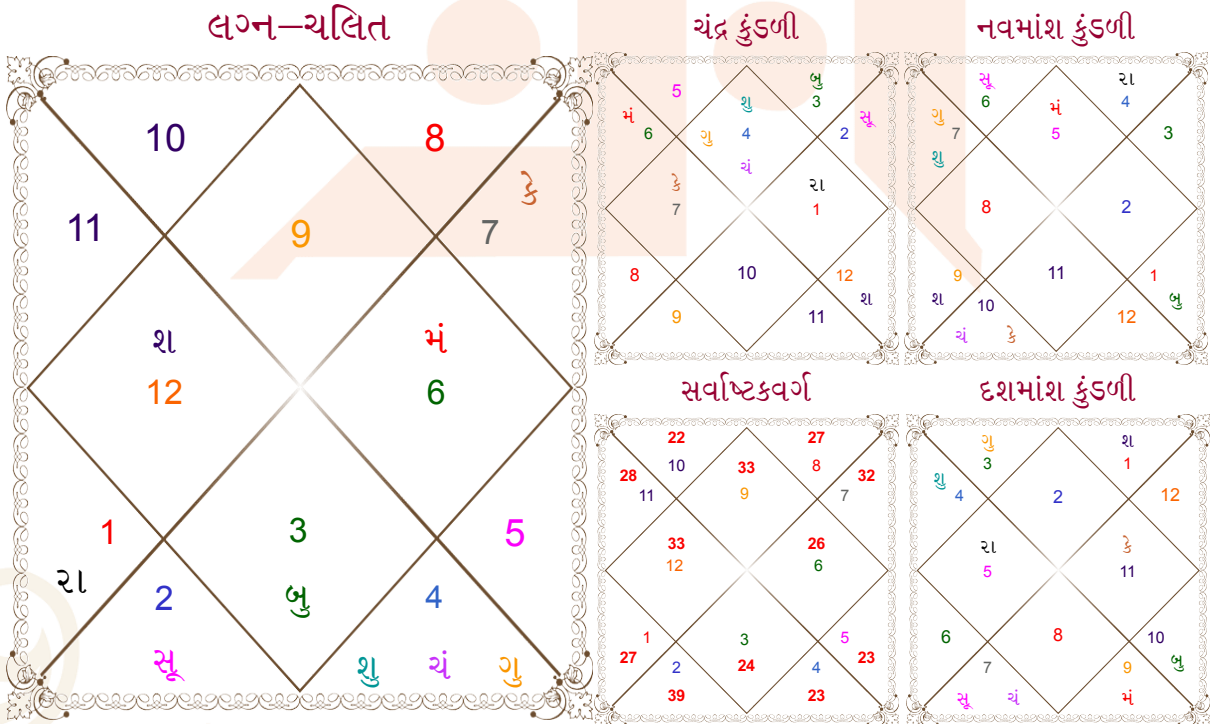 લગ્ન–ચલિત
10
8
કે
11
9
7
શ
મં
12
6
1
3
5
રા
2
બુ
4
સૂ
શુ ચં ગુ
ચંદ્ર કુંડળી
5
શુ
બુ
3
મં
સૂ
6
ગુ 4
2
ચં
કે
રા
7
1
8
10
12
શ
9
11
નવમાંશ કુંડળી
સૂ
રા
6
મં
4
ગુ
7
5
3
શુ
8
2
9
11
1
શ
10
બુ
ચં કે
12
સર્વાષ્ટકવર્ગ
22
27
28
10
33
8
32
11
9
7
33
26
12
6
1
3
5
27
2
24
4
23
39
23
દશમાંશ કુંડળી
ગુ
શ
શુ
3
1
4
2
12
રા
કે
5
11
6
8
10
7
9
બુ
સૂ ચં
મં